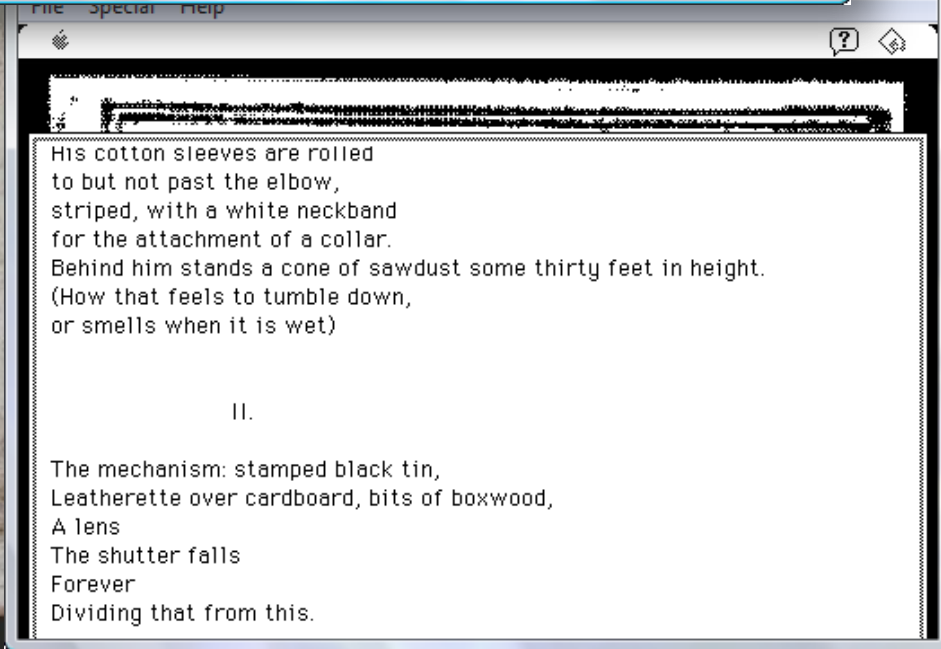 File Special Help
?
His cotton sleeves are rolled
to but not past the elbow,
striped, with a white neckband
for the attachment of a collar.
Behind him stands a cone of sawdust some thirty feet in height.
(How that feels to tumble down,
or smells when it is wet)
II.
The mechanism: stamped black tin,
Leatherette over cardboard, bits of boxwood,
A lens
The shutter falls
Forever
Dividing that from this.